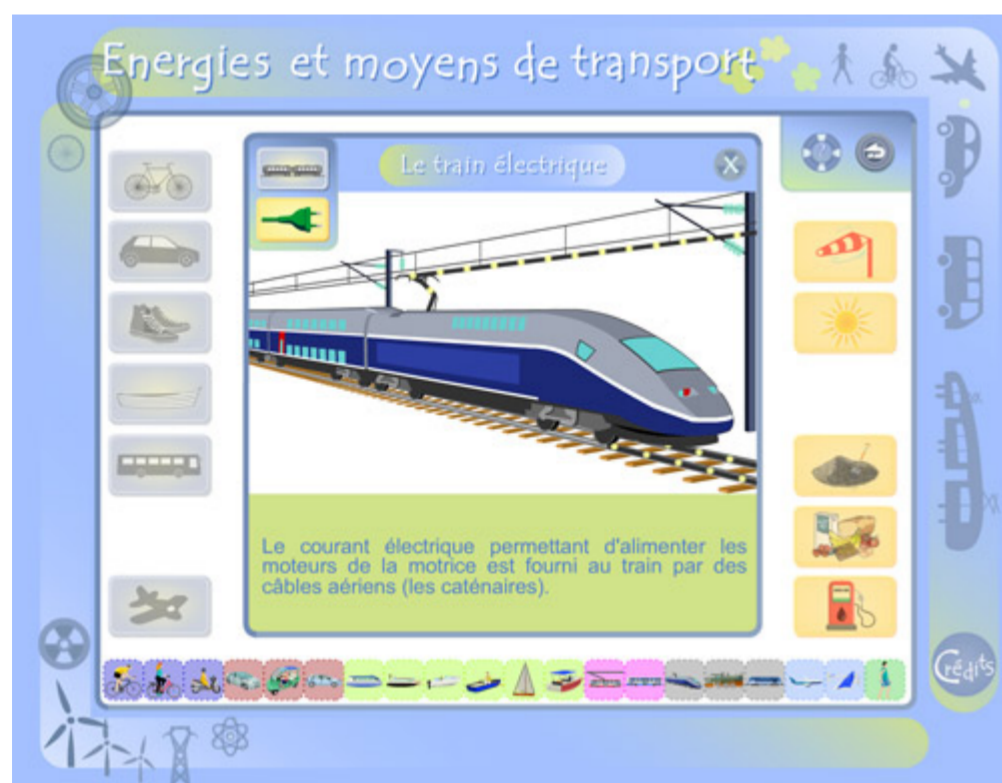 Energies et moyens de transport
Le train électrique
X
Le courant électrique permettant d'alimenter les
moteurs de la motrice est fourni au train par des
câbles aériens (les caténaires).
Crédits